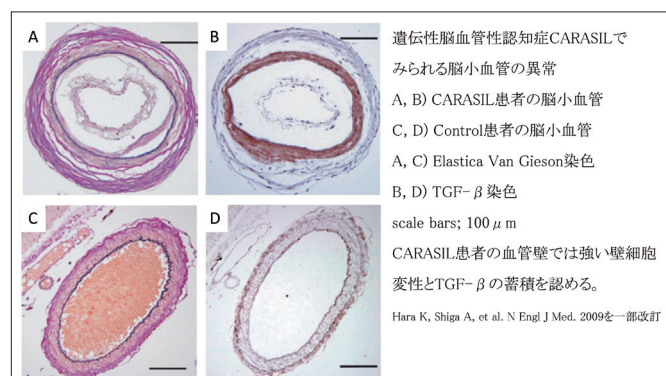 A
B
C
D
遺伝性脳血管性認知症CARASILで
みられる脳小血管の異常
A, B) CARASIL患者の脳小血管
C, D) Control患者の脳小血管
A, C) Elastica Van Gieson染色
B, D) TGF-β染色
scale bars; 100μm
CARASIL患者の血管壁では強い壁細胞
変性とTGF-βの蓄積を認める。
Hara K, Shiga A, et al. N Engl J Med. 2009を一部改訂